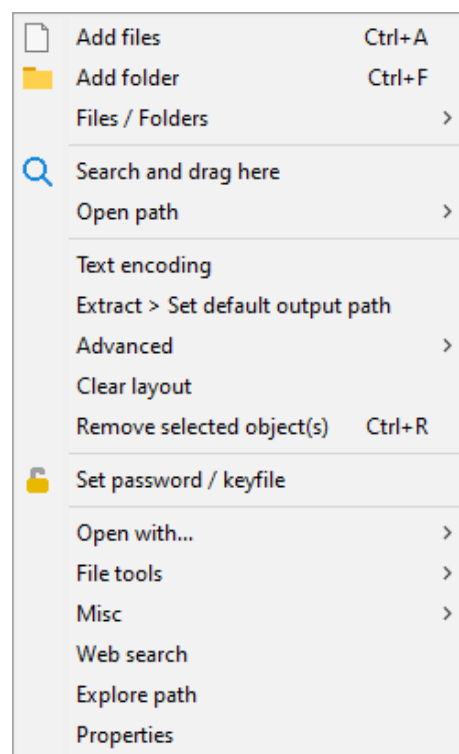 Add files Ctrl+A
Add folder Ctrl+F
Files / Folders
Search and drag here
Open path
Text encoding
Extract > Set default output path
Advanced
Clear layout
Remove selected object(s) Ctrl+R
Set password / keyfile
Open with...
File tools
Misc
Web search
Explore path
Properties